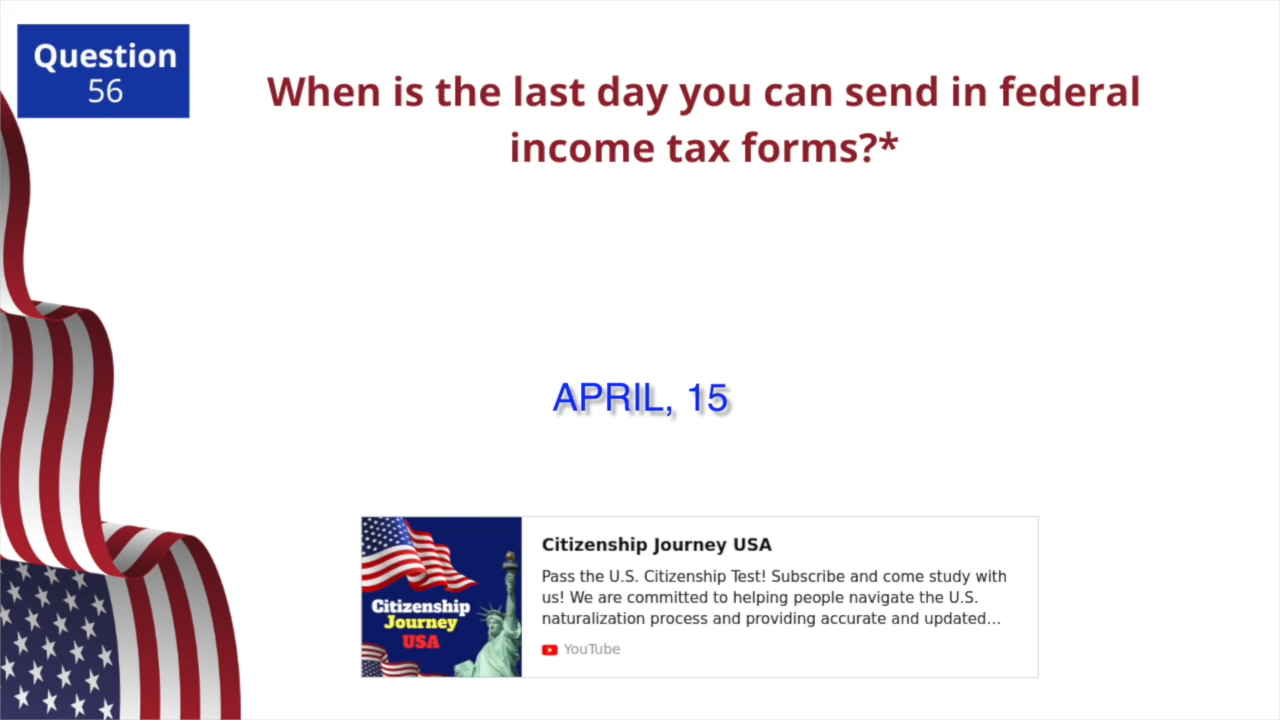 Question
56
When is the last day you can send in federal
income tax forms?*
APRIL, 15
Citizenship
Journey
USA
Citizenship Journey USA
Pass the U.S. Citizenship Test! Subscribe and come study with
us! We are committed to helping people navigate the U.S.
naturalization process and providing accurate and updated...
YouTube